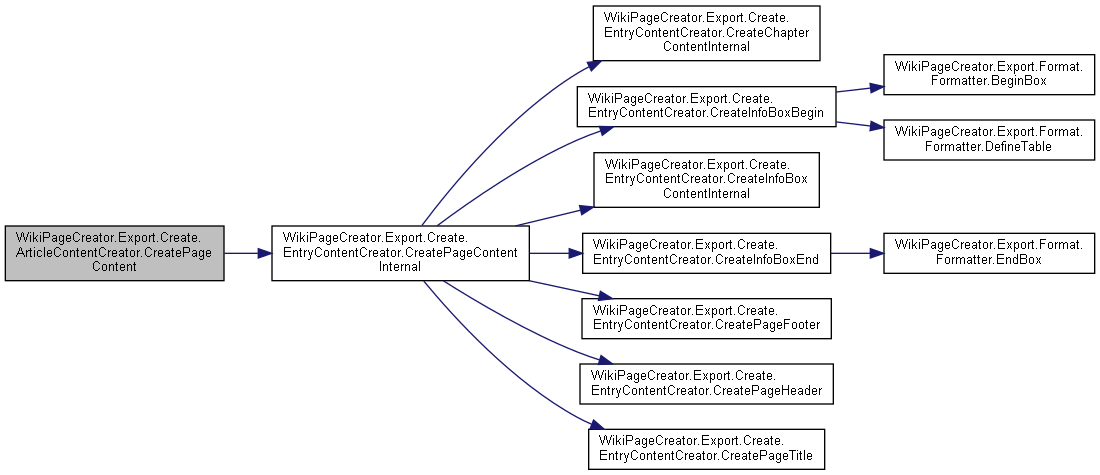 WikiPageCreator.Export.Create.
ArticleContentCreator.CreatePage
Content
WikiPageCreator.Export.Create.
EntryContentCreator.CreatePageContent
Internal
WikiPageCreator.Export.Create.
EntryContentCreator.CreateChapter
ContentInternal
WikiPageCreator.Export.Create.
EntryContentCreator.CreateInfoBoxBegin
WikiPageCreator.Export.Create.
EntryContentCreator.CreateInfoBox
ContentInternal
WikiPageCreator.Export.Create.
EntryContentCreator.CreateInfoBoxEnd
WikiPageCreator.Export.Create.
EntryContentCreator.CreatePageFooter
WikiPageCreator.Export.Create.
EntryContentCreator.CreatePageHeader
WikiPageCreator.Export.Create.
EntryContentCreator.CreatePageTitle
WikiPageCreator.Export.Format.
Formatter.BeginBox
WikiPageCreator.Export.Format.
Formatter.DefineTable
WikiPageCreator.Export.Format.
Formatter.EndBox